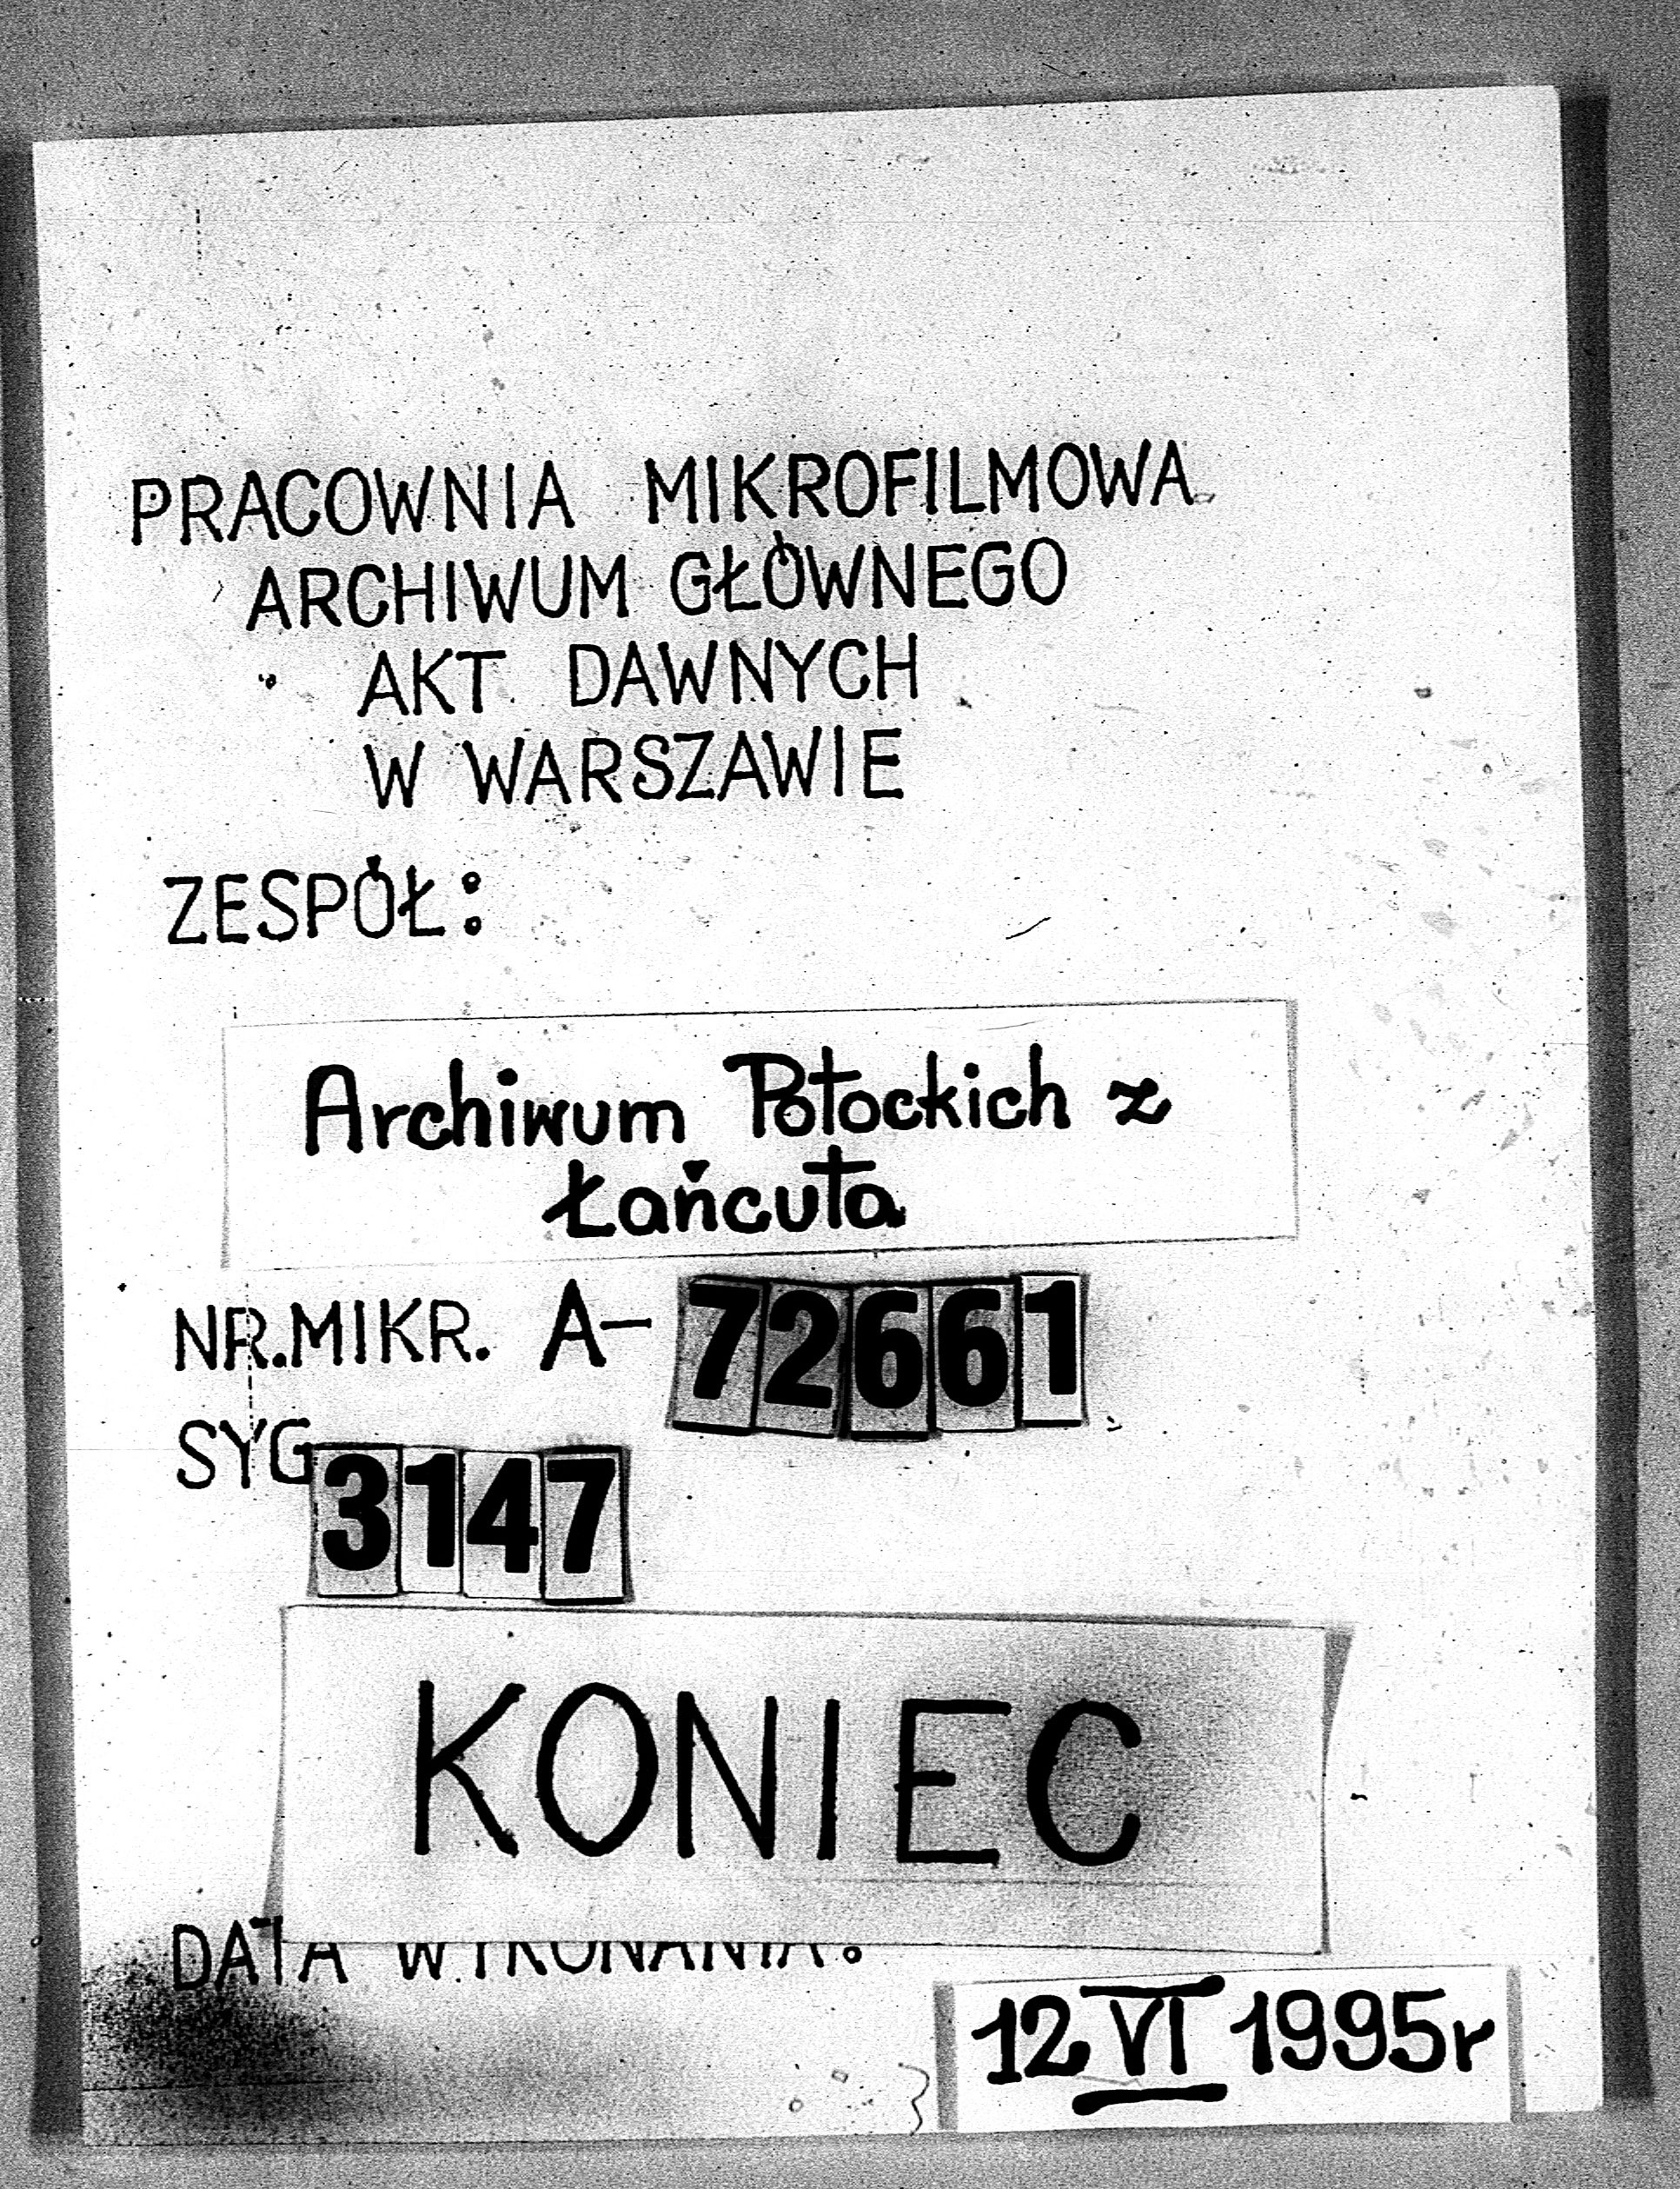 PRACOWNIA MIKROFILMOWA
ARCHIWUM GŁÓWNEGO
AKT DAWNYCH
W WARSZAWIE
ZESPÓŁ:
Archiwum Potockich z
Łańcuta
NR.MIKR. A- 72661
SYG 3147
KONIEC
DATA WYKONANIA:
12 VI 1995r